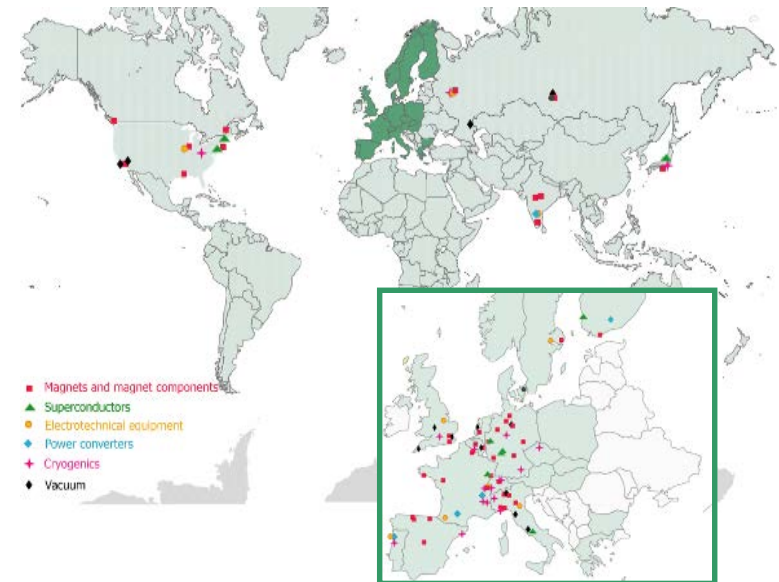 Magnets and magnet components
Superconductors
Electrotechnical equipment
Power converters
Cryogenics
Vacuum